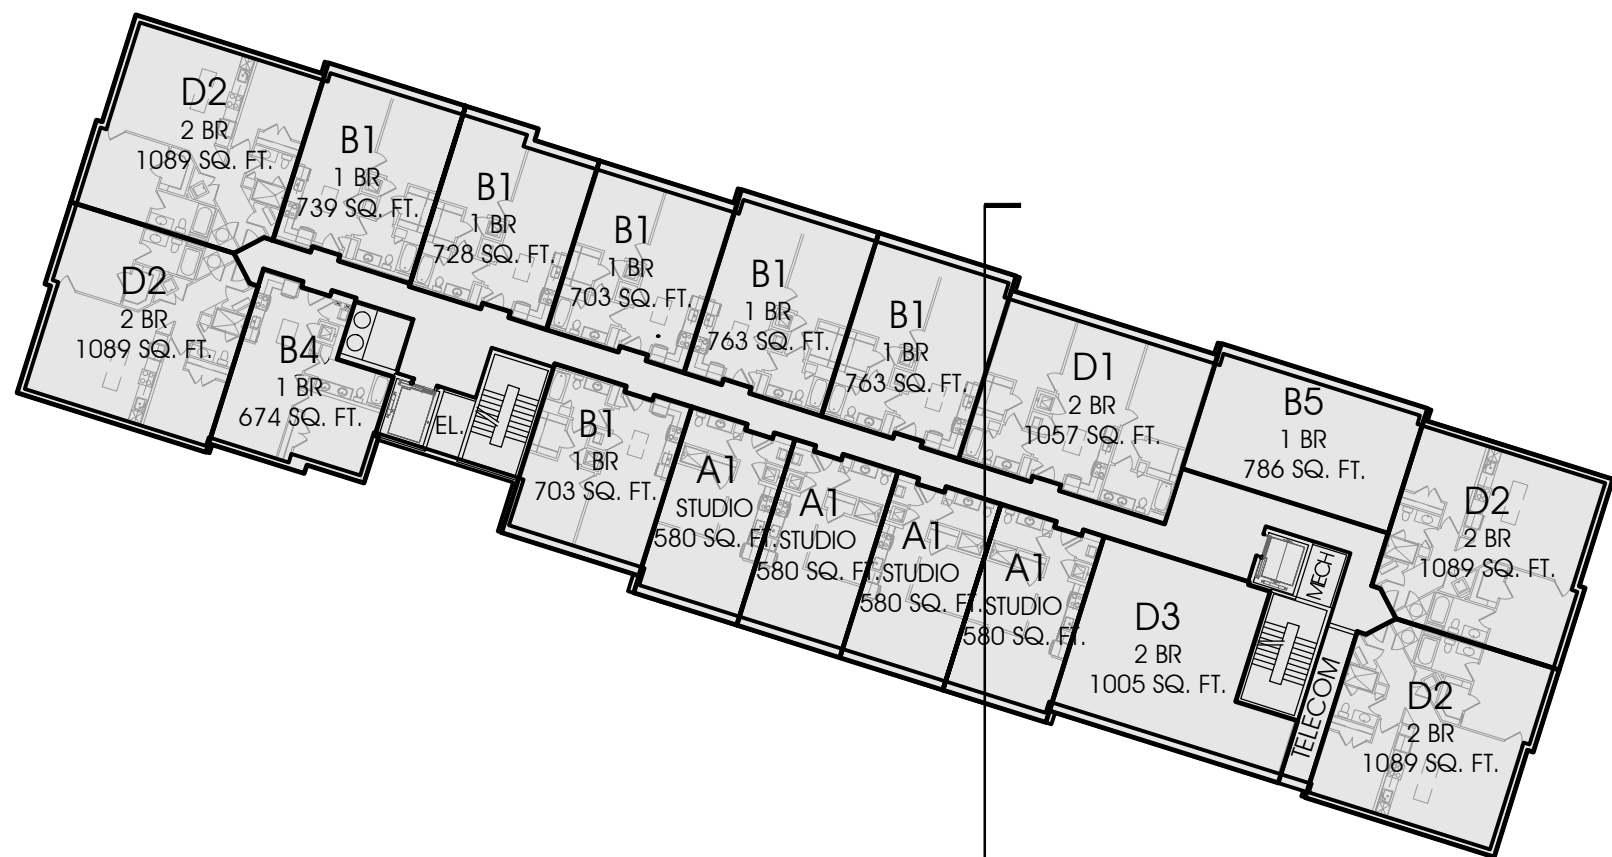 D2
2 BR
1089 SQ. FT.
B1
1 BR
739 SQ. FT.
B1
1 BR
728 SQ. FT.
B1
1 BR
703 SQ. FT.
B1
1 BR
763 SQ. FT.
B1
1 BR
763 SQ. FT.
D1
2 BR
1057 SQ. FT.
B5
1 BR
786 SQ. FT.
D2
2 BR
1089 SQ. FT.
D2
2 BR
1089 SQ. FT.
B4
1 BR
674 SQ. FT.
EL.
B1
1 BR
703 SQ. FT.
A1
STUDIO
580 SQ. FT.
A1
STUDIO
580 SQ. FT.
A1
STUDIO
580 SQ. FT.
A1
STUDIO
580 SQ. FT.
D3
2 BR
1005 SQ. FT.
MECH
TELECOM
D2
2 BR
1089 SQ. FT.